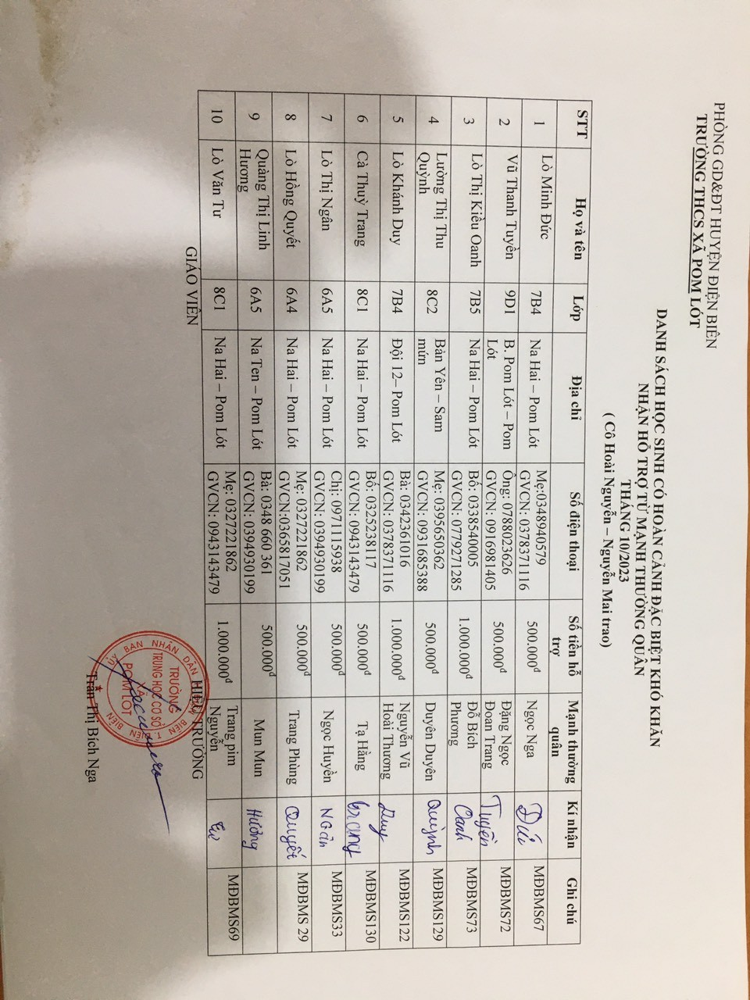 PHÒNG GD&ĐT HUYỆN ĐIỆN BIÊN
TRƯỜNG THCS XÃ POM LÓT
DANH SÁCH HỌC SINH CÓ HOÀN CẢNH ĐẶC BIỆT KHÓ KHĂN
NHẬN HỖ TRỢ TỪ MẠNH THƯỜNG QUÂN
THÁNG 10/2023
( Cô Hoài Nguyễn – Nguyễn Mai trao)
STT Họ và tên Lớp Địa chỉ Số điện thoại Số tiền hỗ trợ Mạnh thường quân Kí nhận Ghi chú
1 Lò Minh Đức 7B4 Na Hai – Pom Lót Mẹ:0348940579 500.000đ Ngọc Nga Đức MĐBMS67
GVCN: 0378371116
2 Vũ Thanh Tuyền 9D1 B. Pom Lót – Pom Ông: 0788023626 500.000đ Đặng Ngọc Tuyền MĐBMS72
Lót GVCN: 0916981405 Đoan Trang
3 Lò Thị Kiều Oanh 7B5 Na Hai – Pom Lót Bố: 0338540005 1.000.000đ Đỗ Bích Oanh MĐBMS73
GVCN: 0779271285 Phương
4 Lường Thị Thu 8C2 Bản Yên – Sam Mẹ: 0395650362 500.000đ Duyên Duyên Quỳnh MĐBMS129
Quỳnh mứn GVCN: 0931685388
5 Lò Khánh Duy 7B4 Đội 12– Pom Lót Bà: 0342361016 1.000.000đ Nguyễn Vũ Duy MĐBMS122
GVCN: 0378371116 Hoài Thương
6 Cà Thuỳ Trang 8C1 Na Hai – Pom Lót Bố: 0325238117 500.000đ Tạ Hằng trang MĐBMS130
GVCN: 0943143479
7 Lò Thị Ngân 6A5 Na Hai – Pom Lót Chị: 0971115938 500.000đ Ngọc Huyền Ngân MĐBMS33
GVCN: 0394930199
8 Lò Hồng Quyết 6A4 Na Hai – Pom Lót Mẹ: 0327221862 500.000đ Trang Phùng Quyết MĐBMS 29
GVCN:0365817051
9 Quàng Thị Linh 6A5 Na Ten – Pom Lót Bà: 0348 660 361 500.000đ Mun Mun Hương
Hương GVCN: 0394930199
10 Lò Văn Tư 8C1 Na Hai – Pom Lót Mẹ: 0327221862 1.000.000đ Trang pim Tư MĐBMS69
GVCN: 0943143479 Nguyễn
GIÁO VIÊN HIỆU TRƯỞNG
ỦY BAN NHÂN DÂN
TRƯỜNG
TRUNG HỌC CƠ SỞ
XÃ
POM LÓT
BIÊN T. ĐIỆN BIÊN
Trần Thị Bích Nga